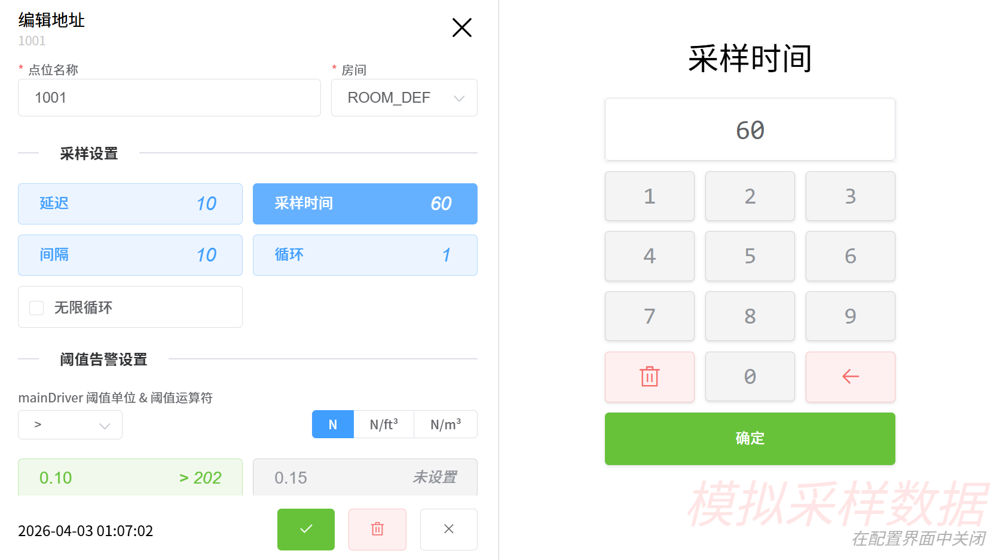 编辑地址
1001
* 点位名称
1001
* 房间
ROOM_DEF
采样设置
延迟 10
采样时间 60
间隔 10
循环 1
无限循环
阈值告警设置
mainDriver 阈值单位 & 阈值运算符
>
N N/ft³ N/m³
0.10 > 202
0.15 未设置
2026-04-03 01:07:02
采样时间
60
1 2 3
4 5 6
7 8 9
0
确定
模拟采样数据
在配置界面中关闭